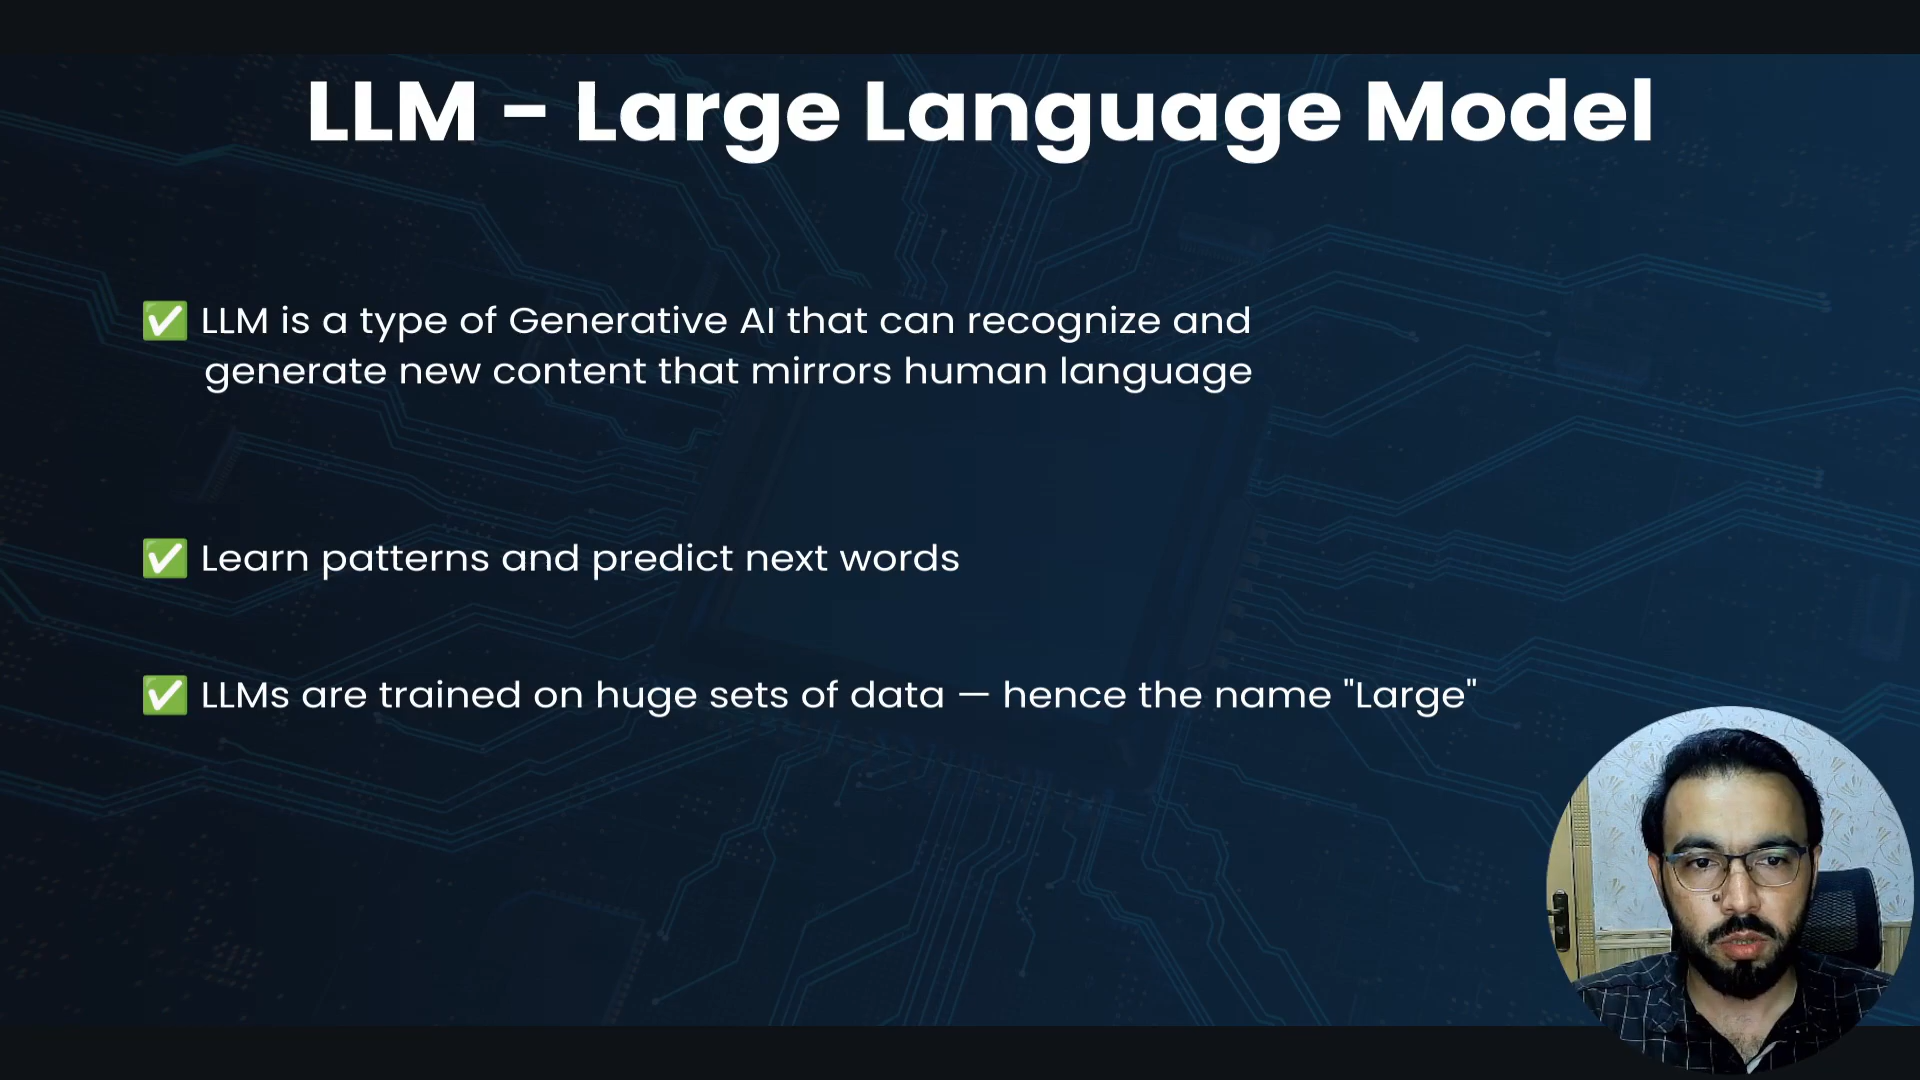 LLM - Large Language Model
✅ LLM is a type of Generative AI that can recognize and
generate new content that mirrors human language
✅ Learn patterns and predict next words
✅ LLMs are trained on huge sets of data — hence the name "Large"